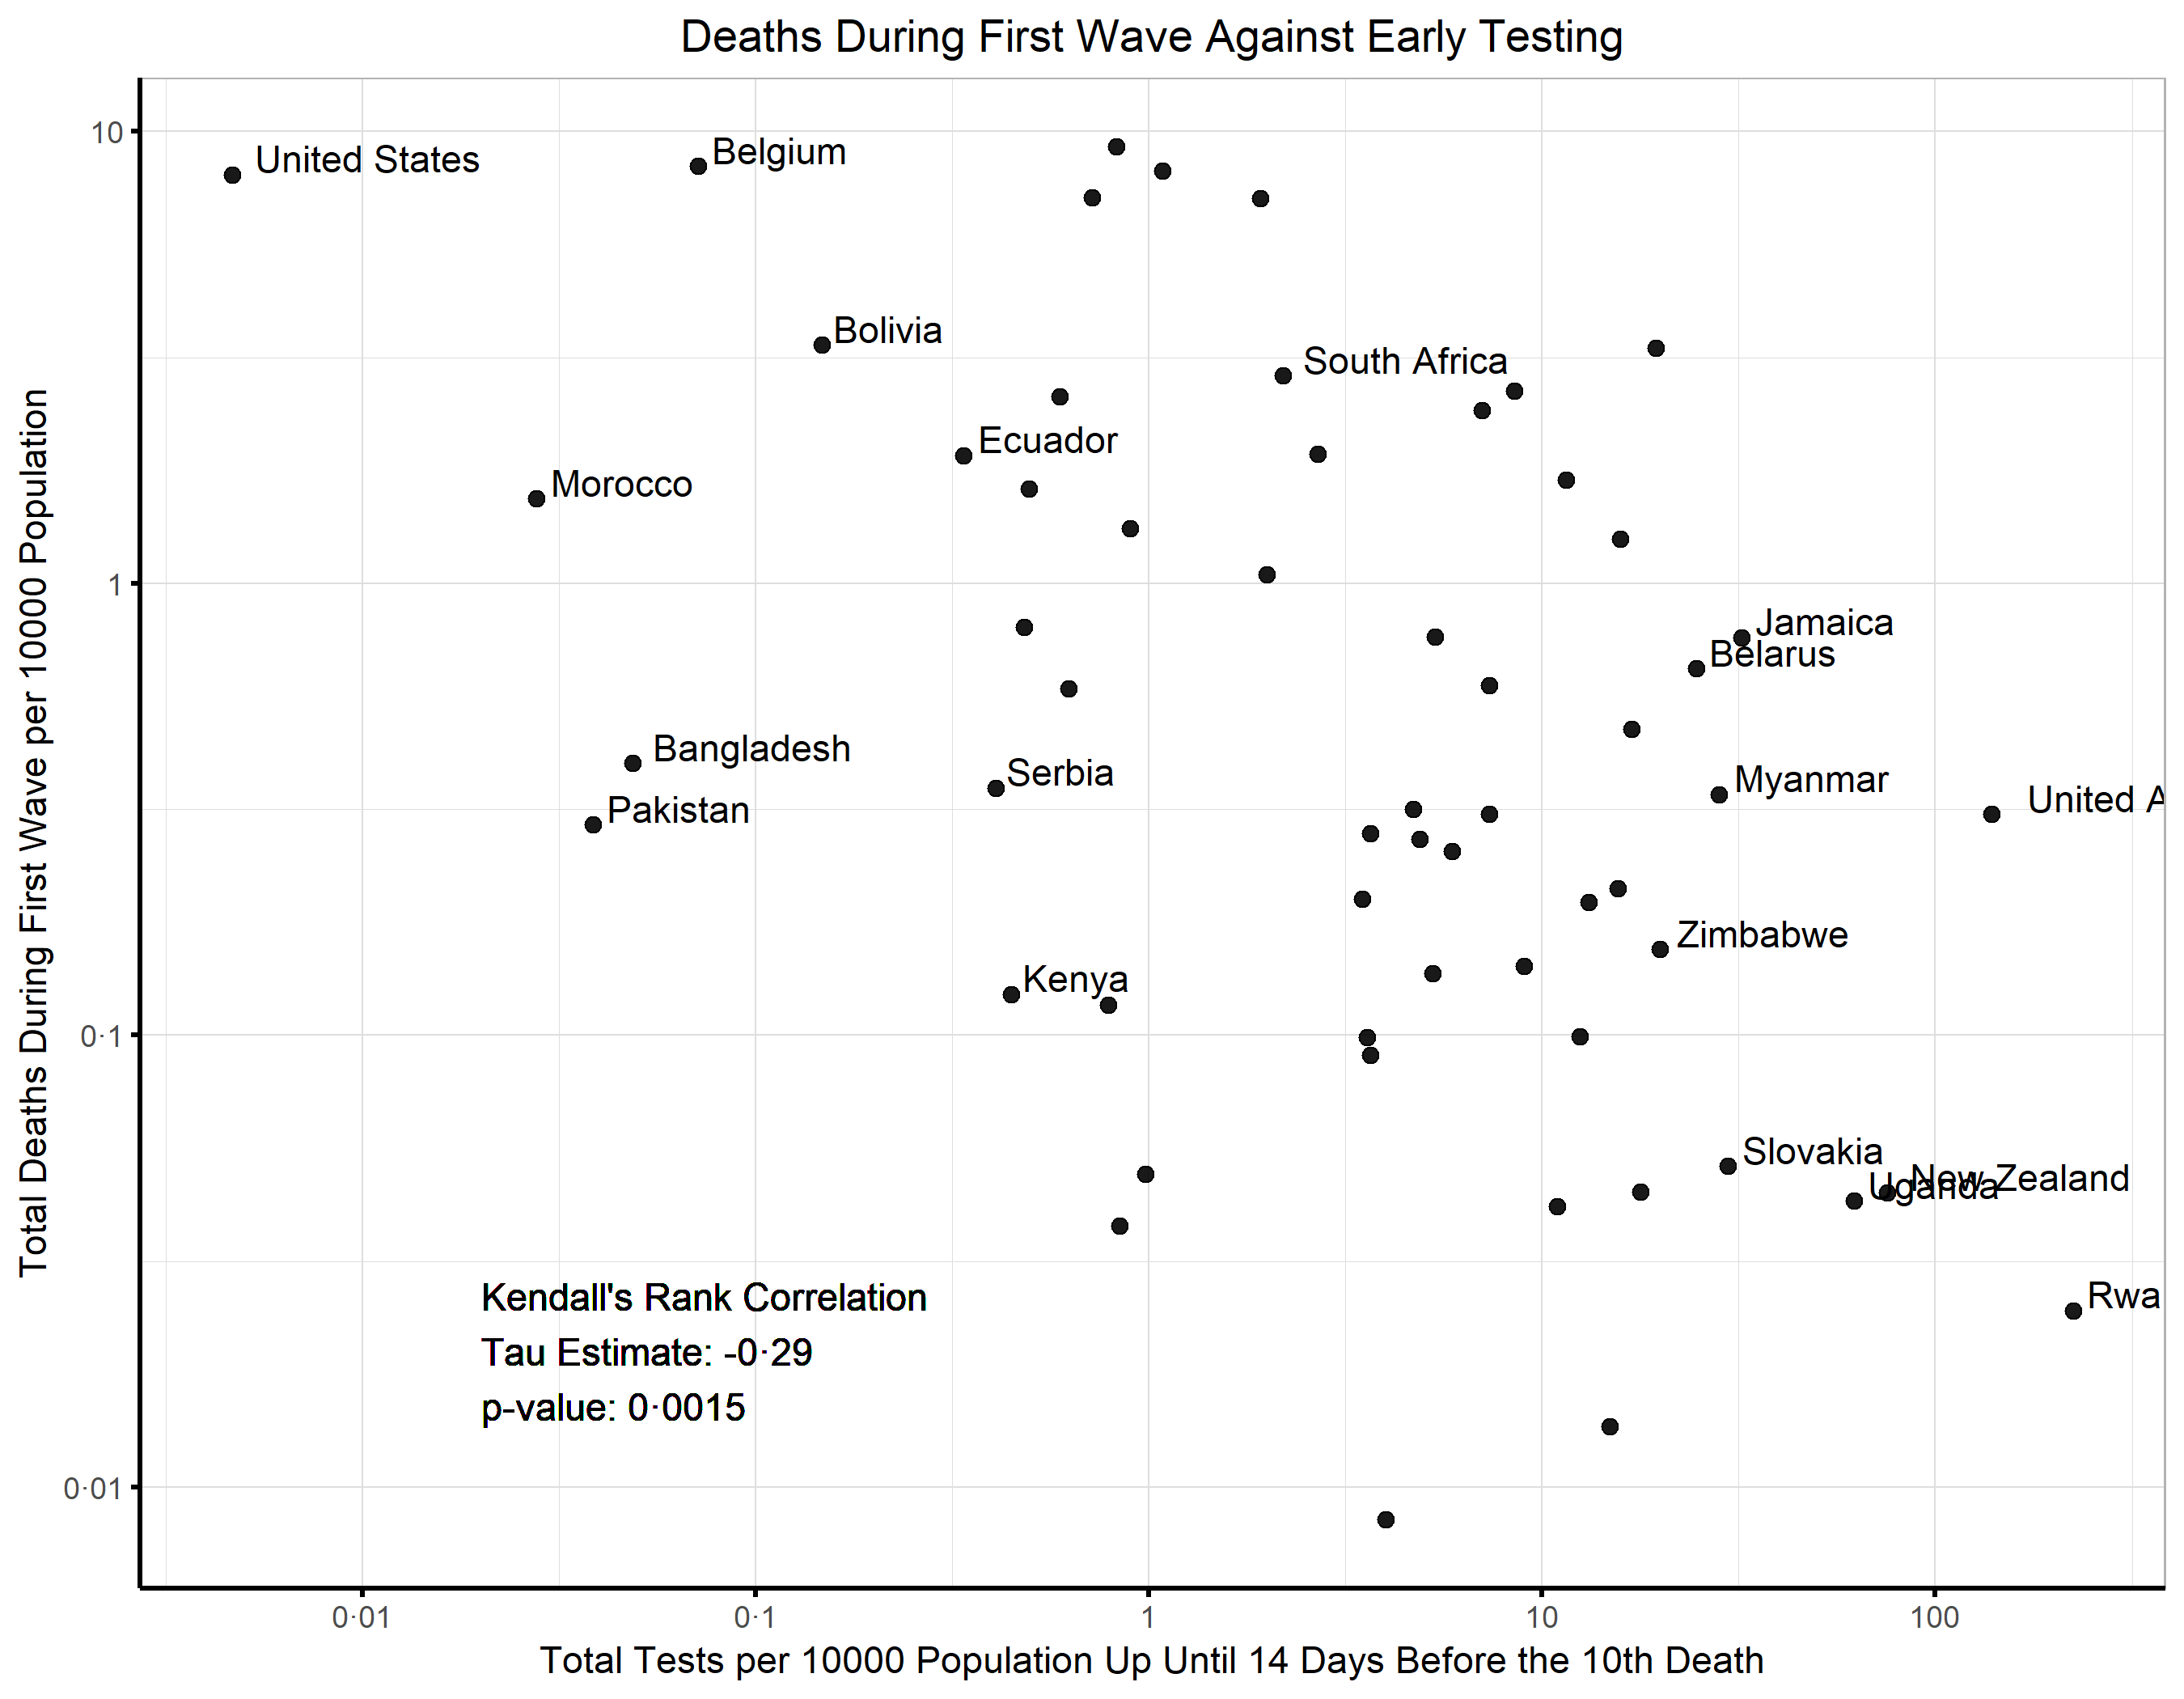 Deaths During First Wave Against Early Testing
Total Deaths During First Wave per 10000 Population
10
1
0·1
0·01
United States
Belgium
Bolivia
South Africa
Ecuador
Morocco
Jamaica
Belarus
Bangladesh
Serbia
Myanmar
United A
Pakistan
Zimbabwe
Kenya
Slovakia
New Zealand
Uganda
Rwa
Kendall's Rank Correlation
Tau Estimate: -0·29
p-value: 0·0015
0·01
0·1
1
10
100
Total Tests per 10000 Population Up Until 14 Days Before the 10th Death